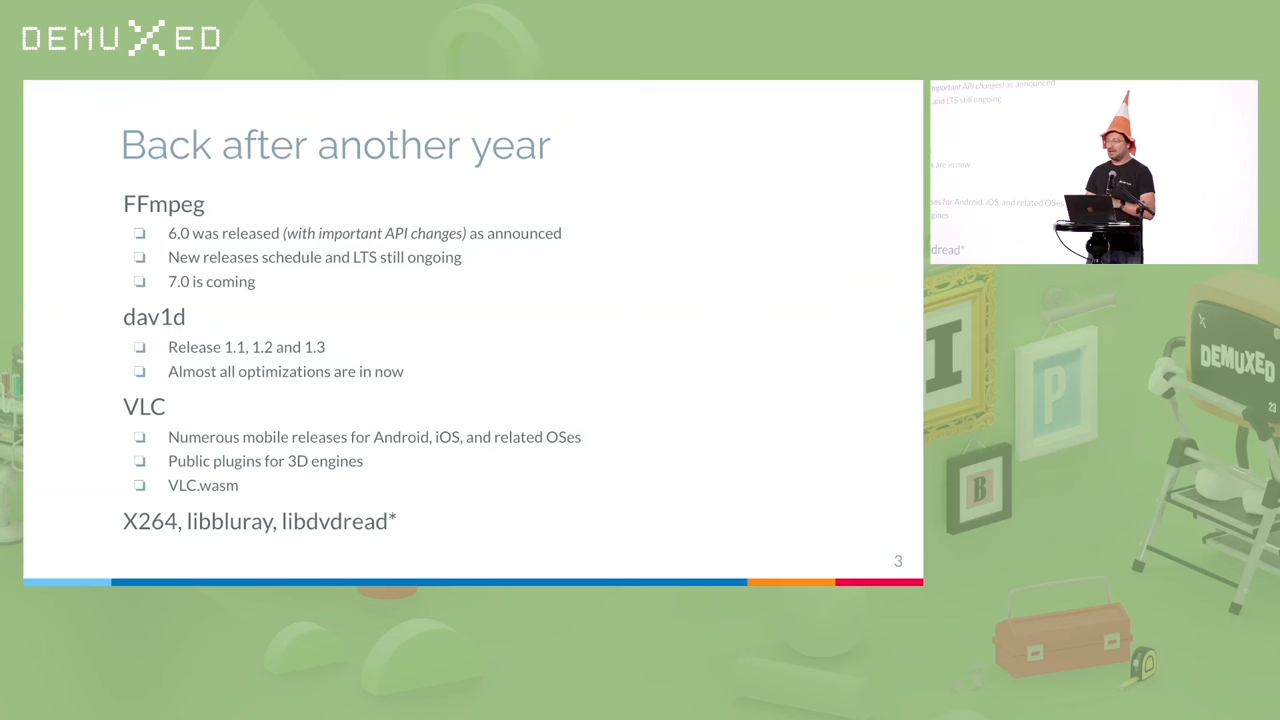 DEMUXED
Back after another year
FFmpeg
❏ 6.0 was released (with important API changes) as announced
❏ New releases schedule and LTS still ongoing
❏ 7.0 is coming
dav1d
❏ Release 1.1, 1.2 and 1.3
❏ Almost all optimizations are in now
VLC
❏ Numerous mobile releases for Android, iOS, and related OSes
❏ Public plugins for 3D engines
❏ VLC.wasm
X264, libbluray, libdvdread*
3
important API changes) as announced
and LTS still ongoing
s are in now
ses for Android, iOS, and related OSes
gines
dread*
I
P
B
DEMUXED
23